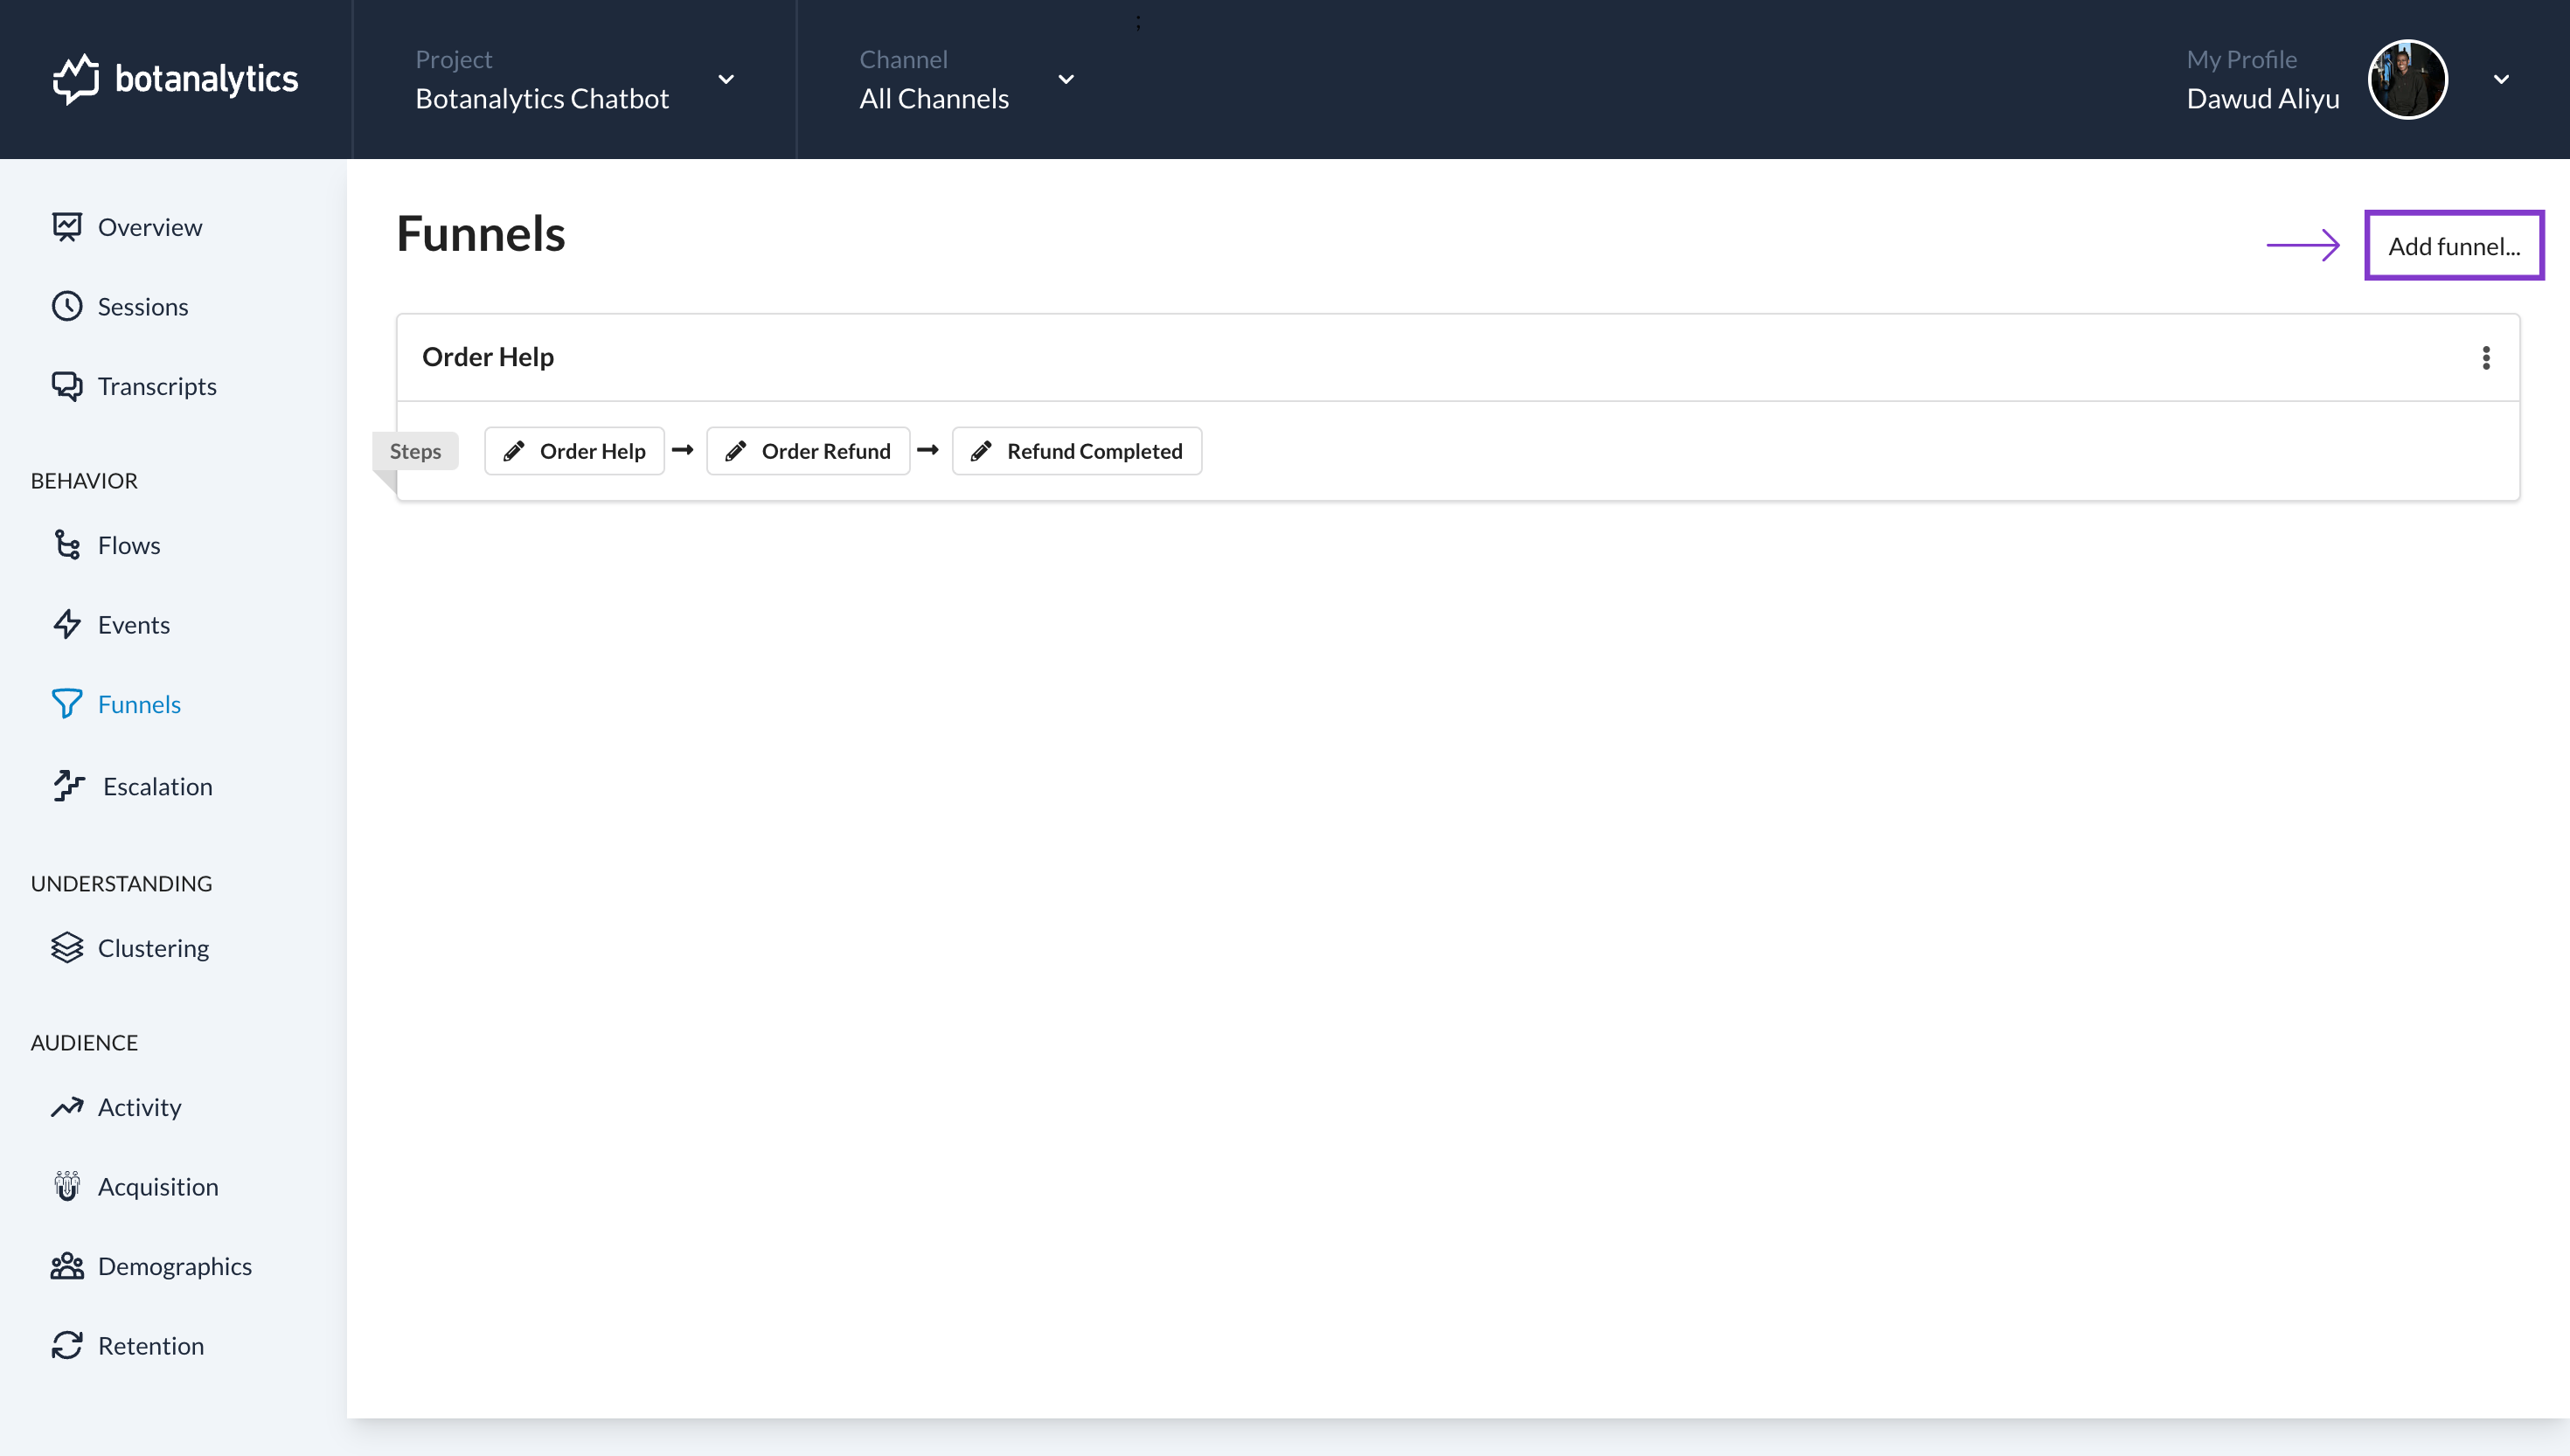 botanalytics
Project
Botanalytics Chatbot
Channel
All Channels
;
My Profile
Dawud Aliyu
Overview
Sessions
Transcripts
BEHAVIOR
Flows
Events
Funnels
Escalation
UNDERSTANDING
Clustering
AUDIENCE
Activity
Acquisition
Demographics
Retention
Funnels
Add funnel...
Order Help
Steps
Order Help
Order Refund
Refund Completed